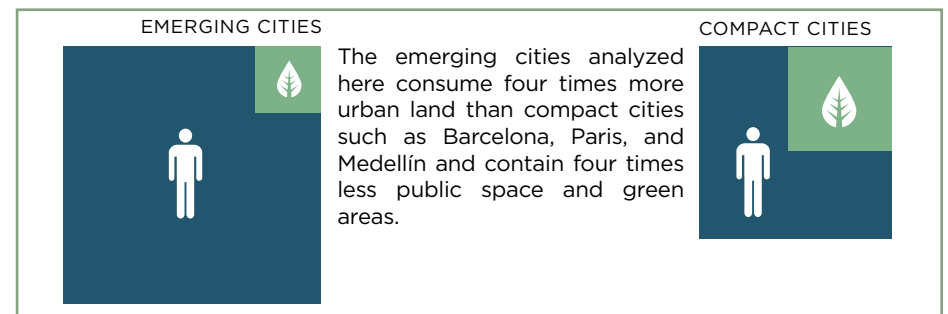 EMERGING CITIES
The emerging cities analyzed
here consume four times more
urban land than compact cities
such as Barcelona, Paris, and
Medellín and contain four times
less public space and green
areas.
COMPACT CITIES